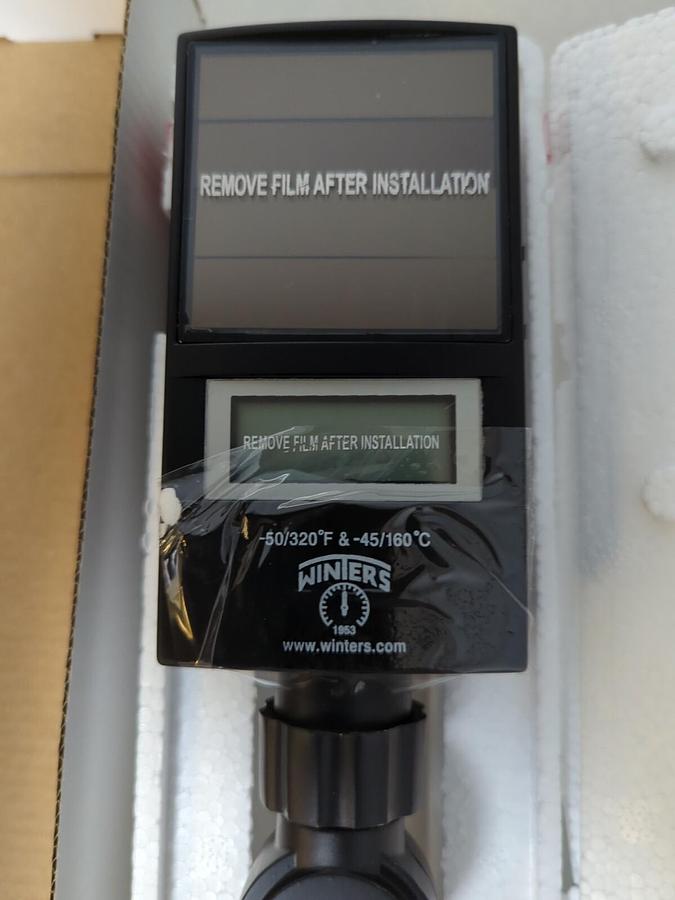 REMOVE FILM AFTER INSTALLATION
REMOVE FILM AFTER INSTALLATION
-50/320°F & -45/160°C
WINTERS
1953
www.winters.com